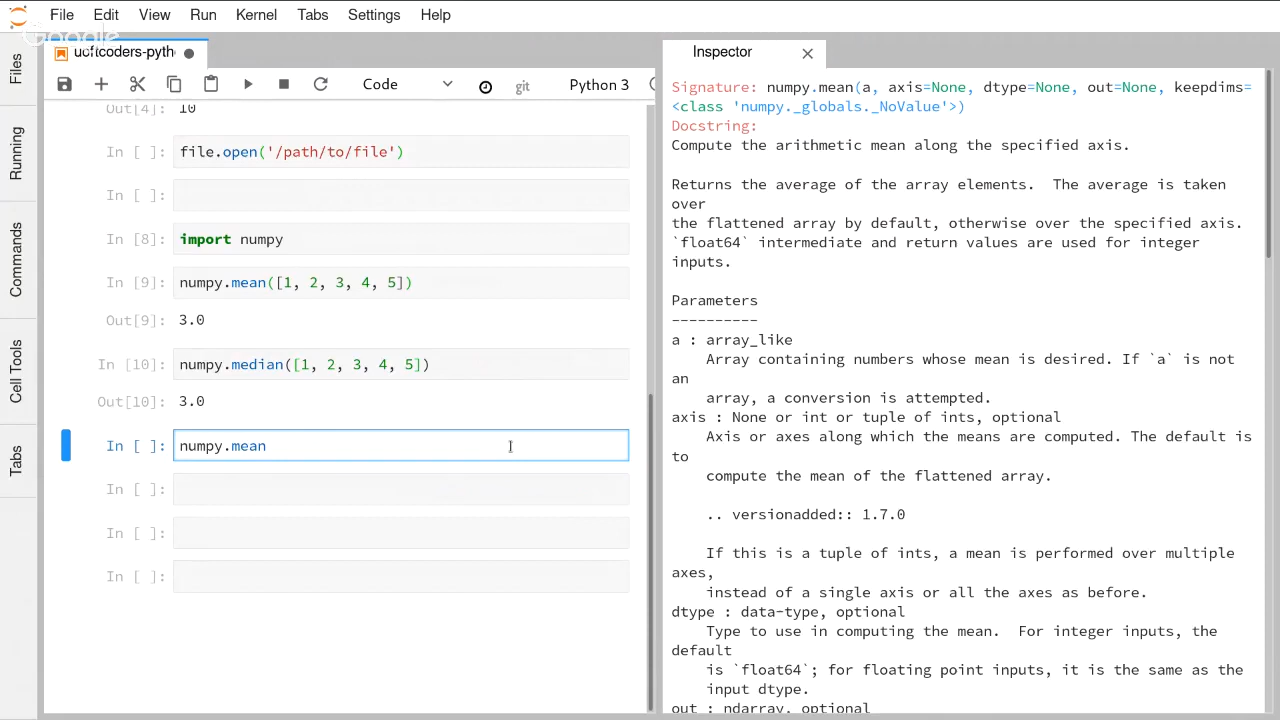 File Edit View Run Kernel Tabs Settings Help
Google
Files
Running
Commands
Cell Tools
Tabs
uoftcoders-pyth
Code
git
Python 3
Out[4]: 10
In [ ]: file.open('/path/to/file')
In [ ]:
In [8]: import numpy
In [9]: numpy.mean([1, 2, 3, 4, 5])
Out[9]: 3.0
In [10]: numpy.median([1, 2, 3, 4, 5])
Out[10]: 3.0
In [ ]: numpy.mean
In [ ]:
In [ ]:
In [ ]:
Inspector
Signature: numpy.mean(a, axis=None, dtype=None, out=None, keepdims=
<class 'numpy._globals._NoValue'>)
Docstring:
Compute the arithmetic mean along the specified axis.
Returns the average of the array elements.  The average is taken
over
the flattened array by default, otherwise over the specified axis.
`float64` intermediate and return values are used for integer
inputs.
Parameters
----------
a : array_like
Array containing numbers whose mean is desired. If `a` is not
an
array, a conversion is attempted.
axis : None or int or tuple of ints, optional
Axis or axes along which the means are computed. The default is
to
compute the mean of the flattened array.
.. versionadded:: 1.7.0
If this is a tuple of ints, a mean is performed over multiple
axes,
instead of a single axis or all the axes as before.
dtype : data-type, optional
Type to use in computing the mean.  For integer inputs, the
default
is `float64`; for floating point inputs, it is the same as the
input dtype.
out : ndarray, optional